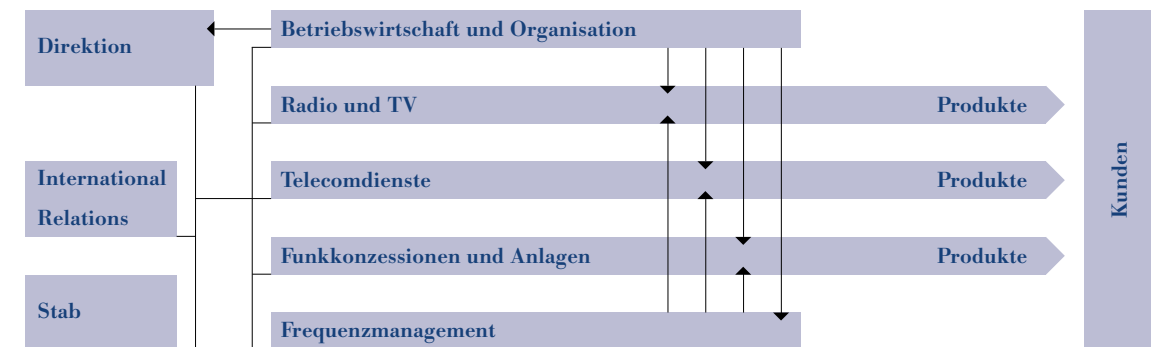 Direktion
Betriebswirtschaft und Organisation
Radio und TV Produkte
International
Relations
Telecomdienste Produkte
Funkkonzessionen und Anlagen Produkte
Stab
Frequenzmanagement
Kunden